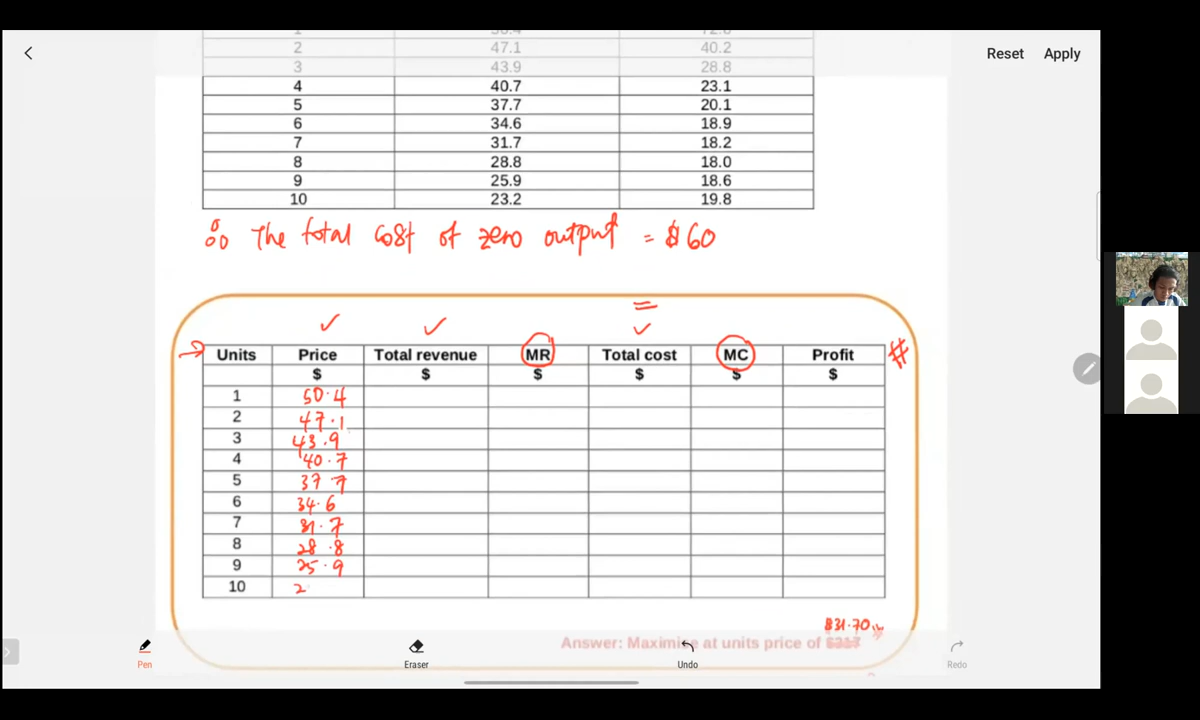 Reset Apply
2 47.1 40.2
3 43.9 28.8
4 40.7 23.1
5 37.7 20.1
6 34.6 18.9
7 31.7 18.2
8 28.8 18.0
9 25.9 18.6
10 23.2 19.8
The total cost of zero output = $60
Units Price Total revenue MR Total cost MC Profit
$ $ $ $ $ $
1 50.4
2 47.1
3 43.9
4 40.7
5 37.7
6 34.6
7 31.7
8 28.8
9 25.9
10 2
$31.70
Answer: Maximise at units price of
Pen Eraser Undo Redo